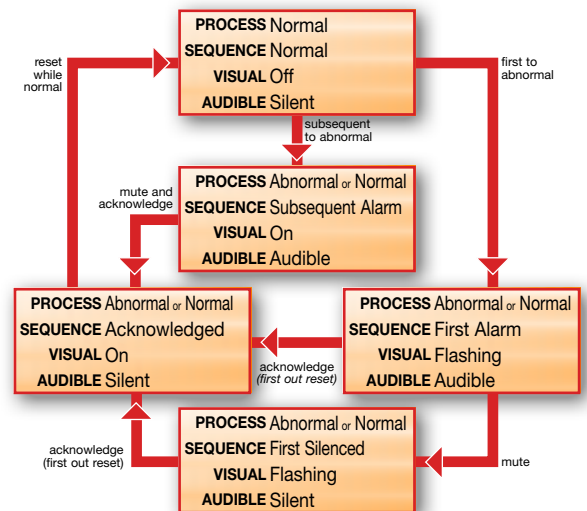 PROCESS Normal
SEQUENCE Normal
VISUAL Off
AUDIBLE Silent
reset
while
normal
first to
abnormal
subsequent
to abnormal
PROCESS Abnormal or Normal
SEQUENCE Subsequent Alarm
VISUAL On
AUDIBLE Audible
mute and
acknowledge
PROCESS Abnormal or Normal
SEQUENCE Acknowledged
VISUAL On
AUDIBLE Silent
acknowledge
(first out reset)
PROCESS Abnormal or Normal
SEQUENCE First Alarm
VISUAL Flashing
AUDIBLE Audible
acknowledge
(first out reset)
PROCESS Abnormal or Normal
SEQUENCE First Silenced
VISUAL Flashing
AUDIBLE Silent
mute